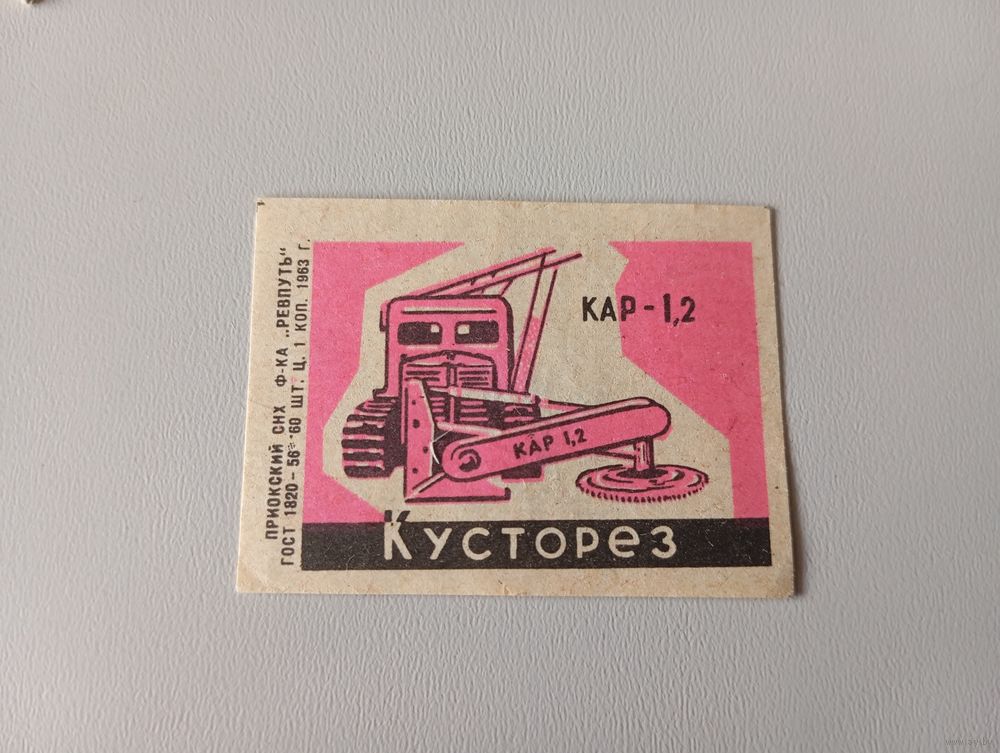 ПРИОКСКИЙ СНХ Ф-КА „РЕВПУТЬ"
ГОСТ 1820-56 60 ШТ. Ц. 1 КОП. 1963 Г.
КАР-1,2
КАР 1,2
Кусторез